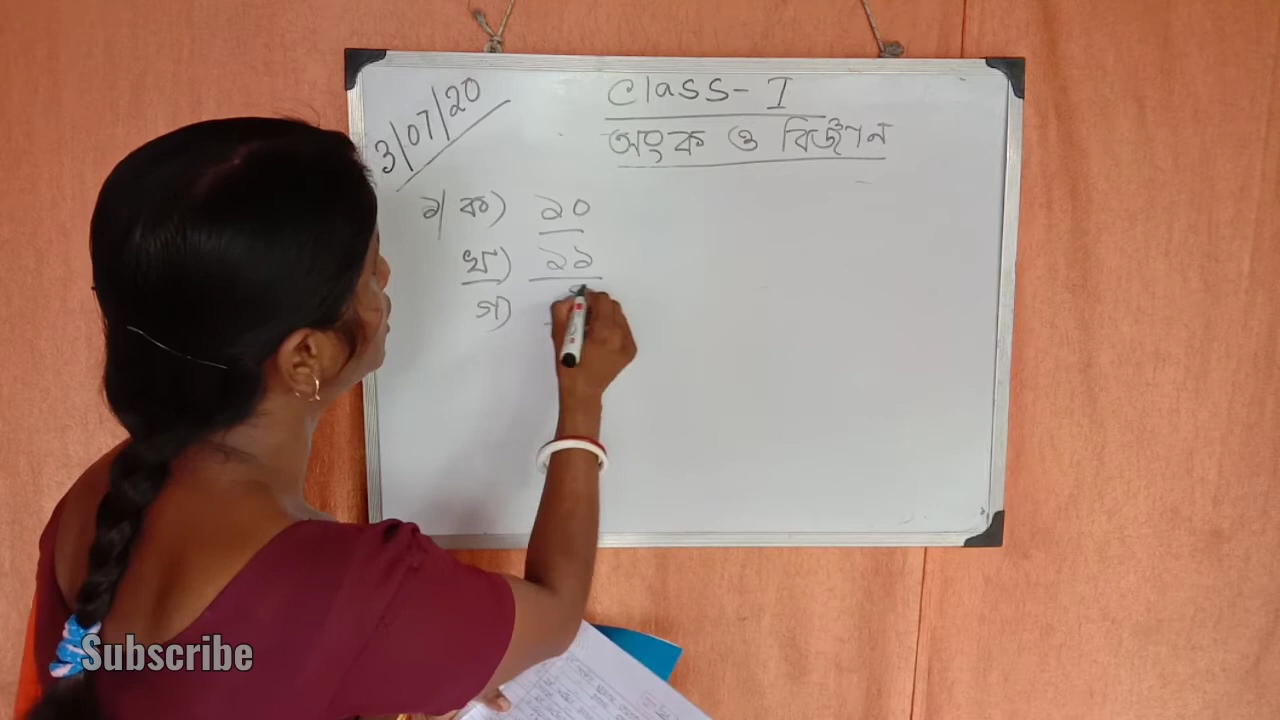 3/07/20
Class- I
অংক ও বিজ্ঞান
১। ক) ১০
খ) ১১
গ)
Subscribe